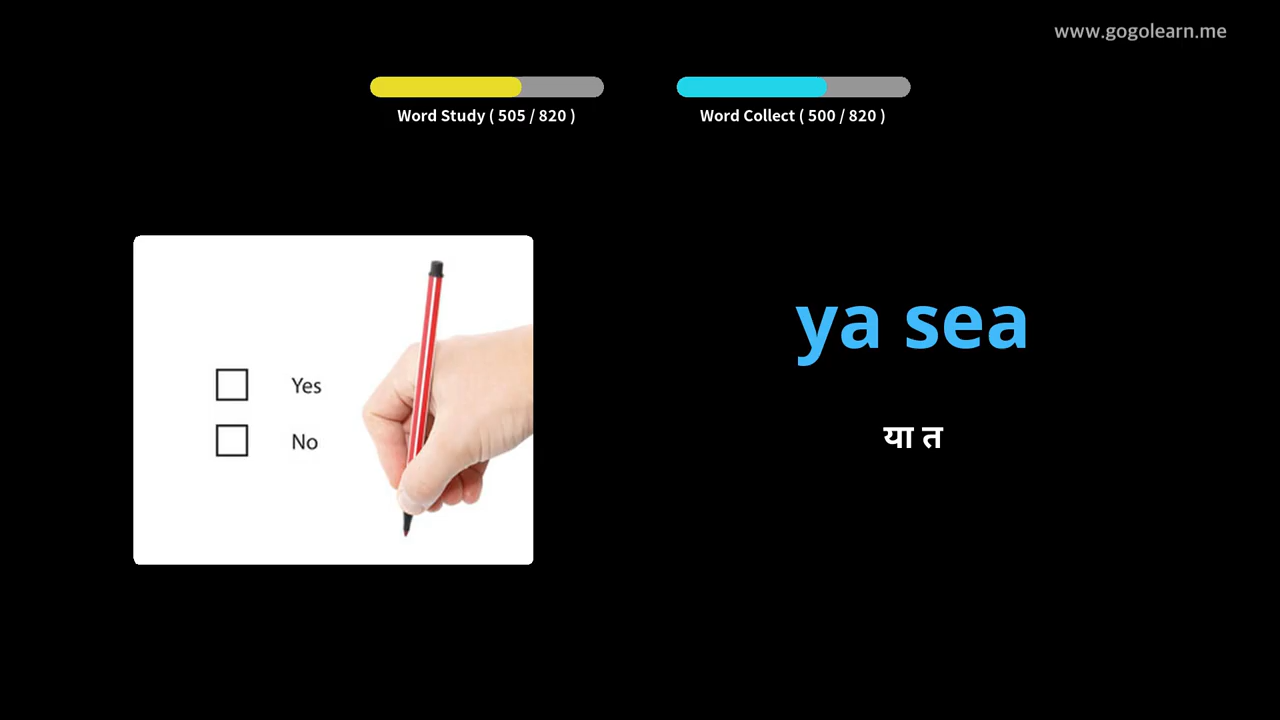 www.gogolearn.me
Word Study ( 505 / 820 )
Word Collect ( 500 / 820 )
Yes
No
ya sea
या त